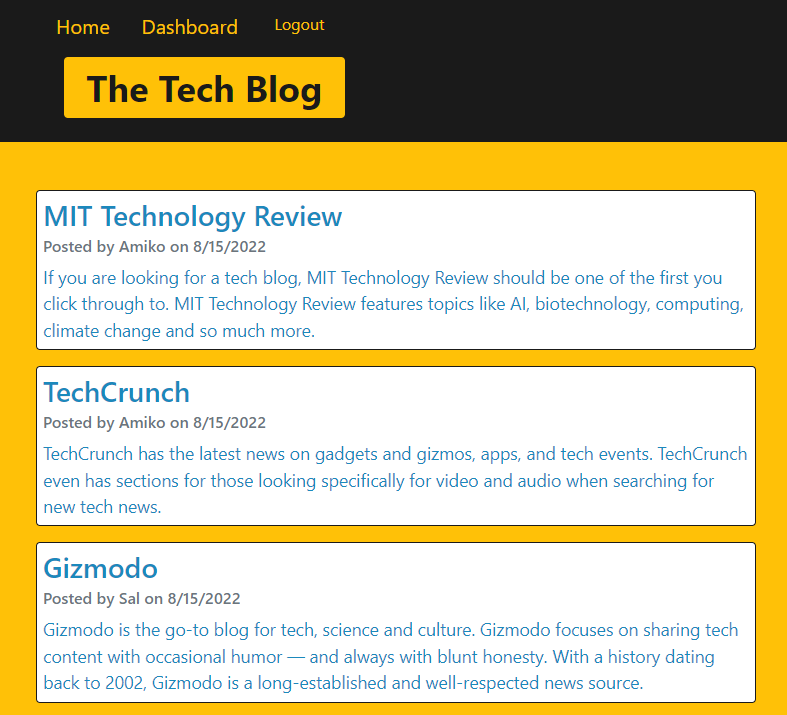 Home Dashboard Logout
The Tech Blog
MIT Technology Review
Posted by Amiko on 8/15/2022
If you are looking for a tech blog, MIT Technology Review should be one of the first you
click through to. MIT Technology Review features topics like AI, biotechnology, computing,
climate change and so much more.
TechCrunch
Posted by Amiko on 8/15/2022
TechCrunch has the latest news on gadgets and gizmos, apps, and tech events. TechCrunch
even has sections for those looking specifically for video and audio when searching for
new tech news.
Gizmodo
Posted by Sal on 8/15/2022
Gizmodo is the go-to blog for tech, science and culture. Gizmodo focuses on sharing tech
content with occasional humor — and always with blunt honesty. With a history dating
back to 2002, Gizmodo is a long-established and well-respected news source.